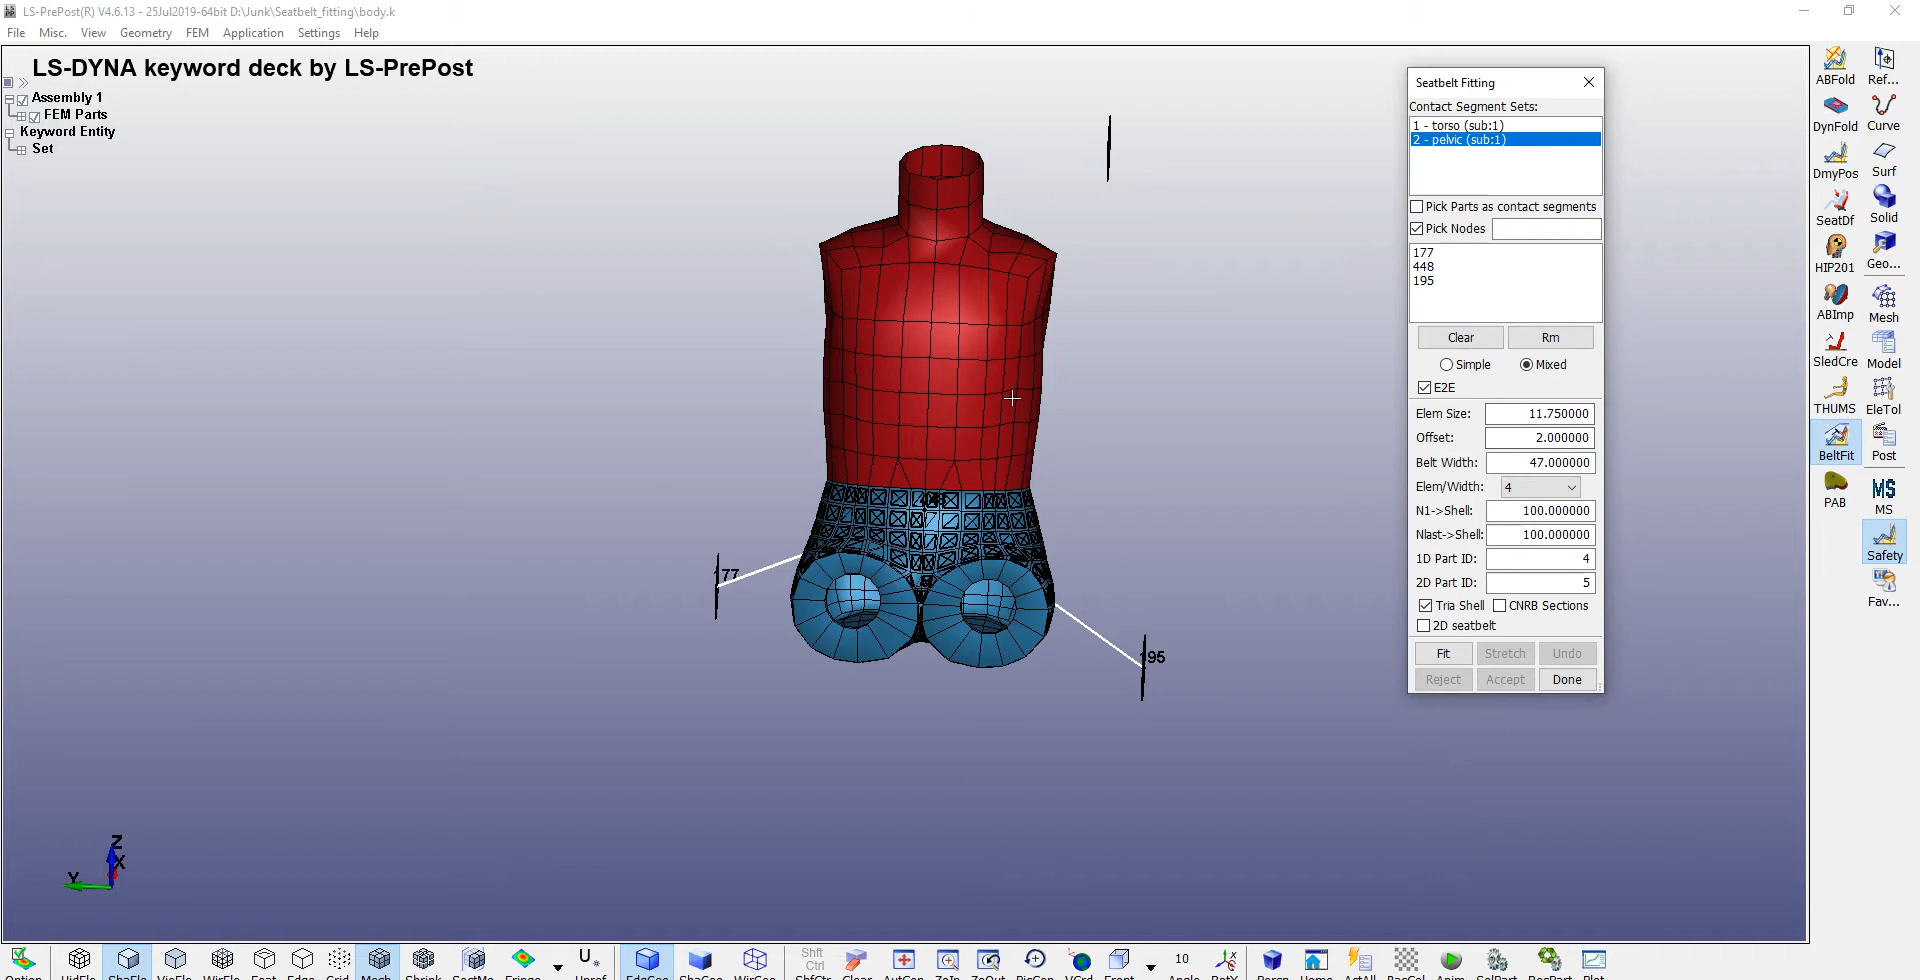 LS-PrePost(R) V4.6.13 - 25Jul2019-64bit D:\Junk\Seatbelt_fitting\body.k
File Misc. View Geometry FEM Application Settings Help
LS-DYNA keyword deck by LS-PrePost
Assembly 1
FEM Parts
Keyword Entity
Set
177
195
Z
X
Y
Seatbelt Fitting
Contact Segment Sets:
1 - torso (sub:1)
2 - pelvic (sub:1)
Pick Parts as contact segments
Pick Nodes
177
448
195
Clear Rm
Simple Mixed
E2E
Elem Size: 11.750000
Offset: 2.000000
Belt Width: 47.000000
Elem/Width: 4
N1->Shell: 100.000000
Nlast->Shell: 100.000000
1D Part ID: 4
2D Part ID: 5
Tria Shell CNRB Sections
2D seatbelt
Fit Stretch Undo
Reject Accept Done
ABFold Ref...
DynFold Curve
DmyPos Surf
SeatDf Solid
HIP201 Geo...
ABImp Mesh
SledCre Model
THUMS EleTol
BeltFit Post
PAB MS
MS
Safety
Fav...
Shft
Ctrl
U
10